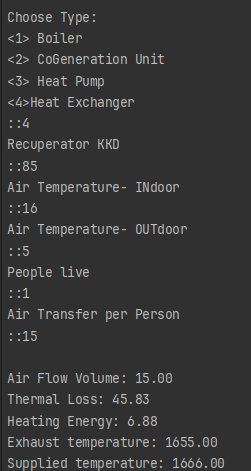 Choose Type:
<1> Boiler
<2> CoGeneration Unit
<3> Heat Pump
<4>Heat Exchanger
::4
Recuperator KKD
::85
Air Temperature- INdoor
::16
Air Temperature- OUTdoor
::5
People live
::1
Air Transfer per Person
::15
Air Flow Volume: 15.00
Thermal Loss: 45.83
Heating Energy: 6.88
Exhaust temperature: 1655.00
Supplied temperature: 1666.00